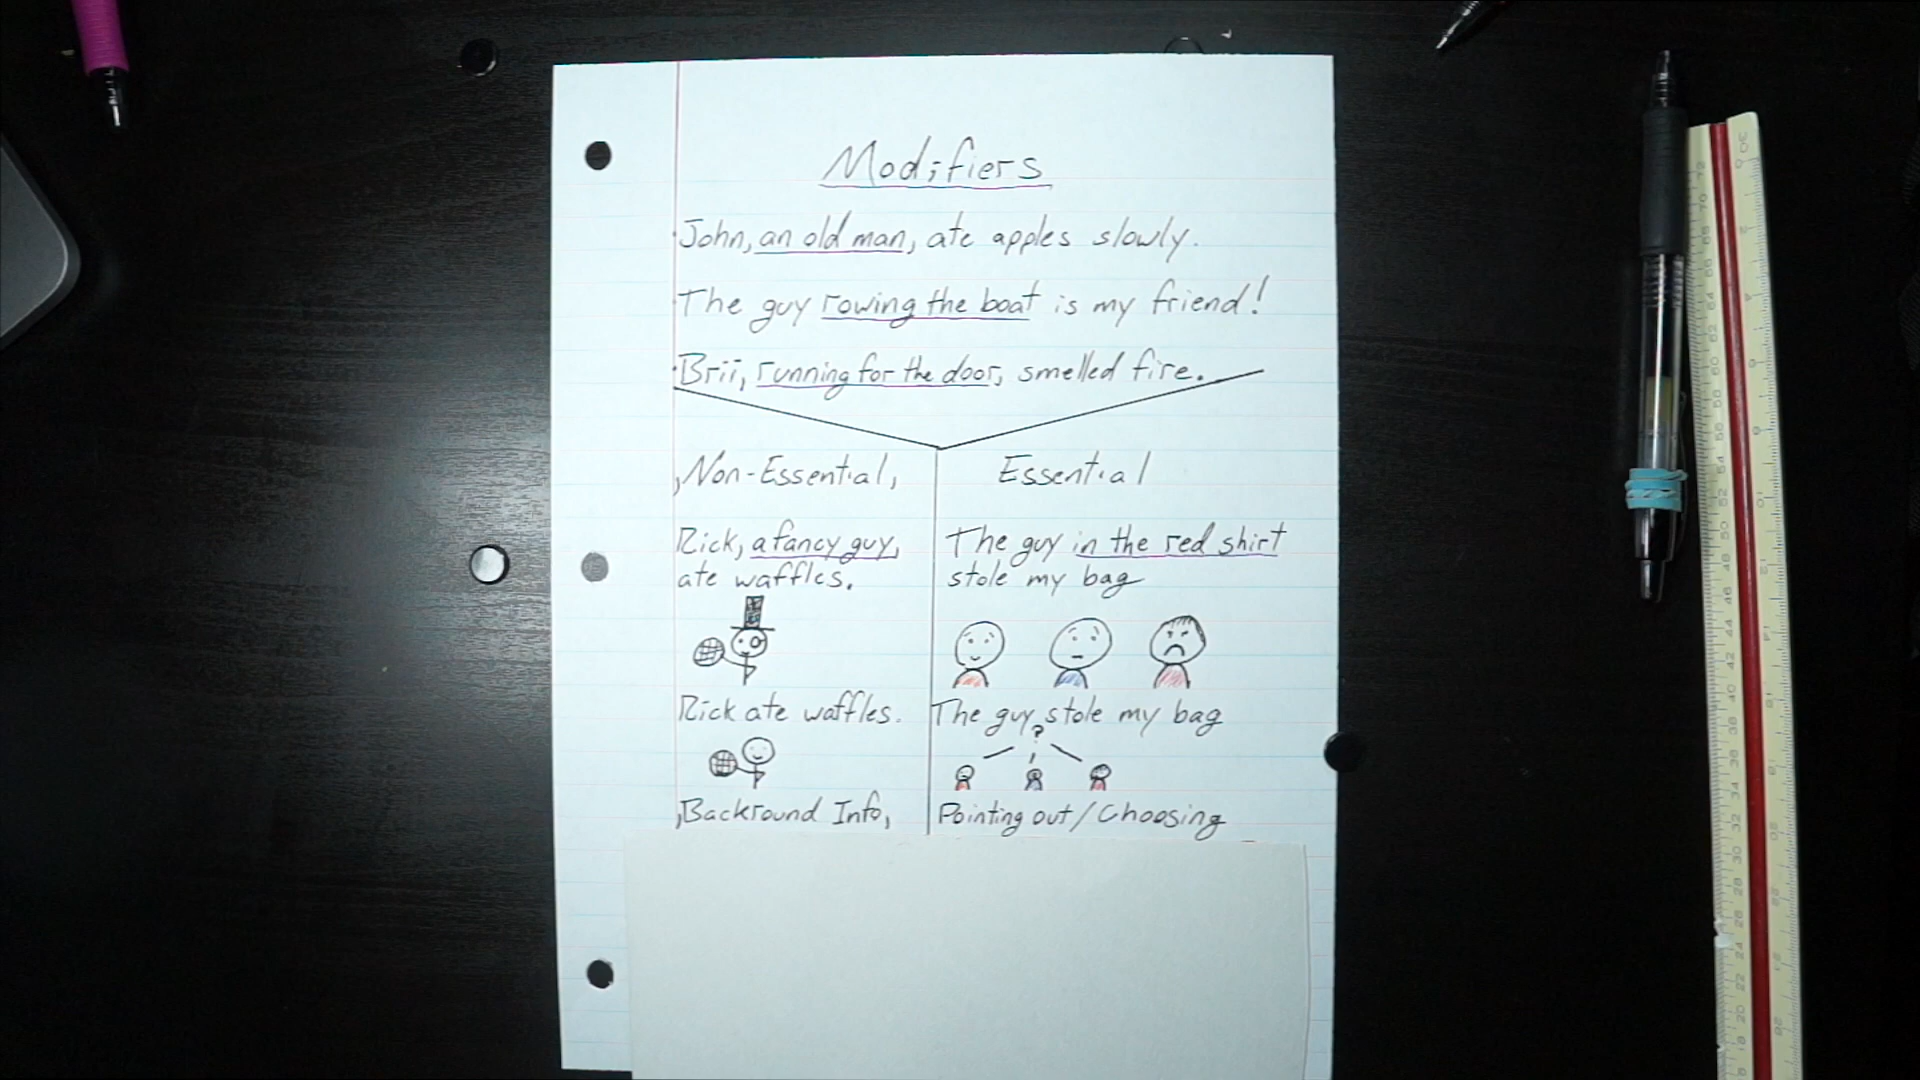 Modifiers
John, an old man, ate apples slowly.
The guy rowing the boat is my friend!
Brii, running for the door, smelled fire.
,Non-Essential,
Essential
Rick, a fancy guy,
ate waffles.
Rick ate waffles.
,Backround Info,
The guy in the red shirt
stole my bag
The guy stole my bag
?
Pointing out/Choosing